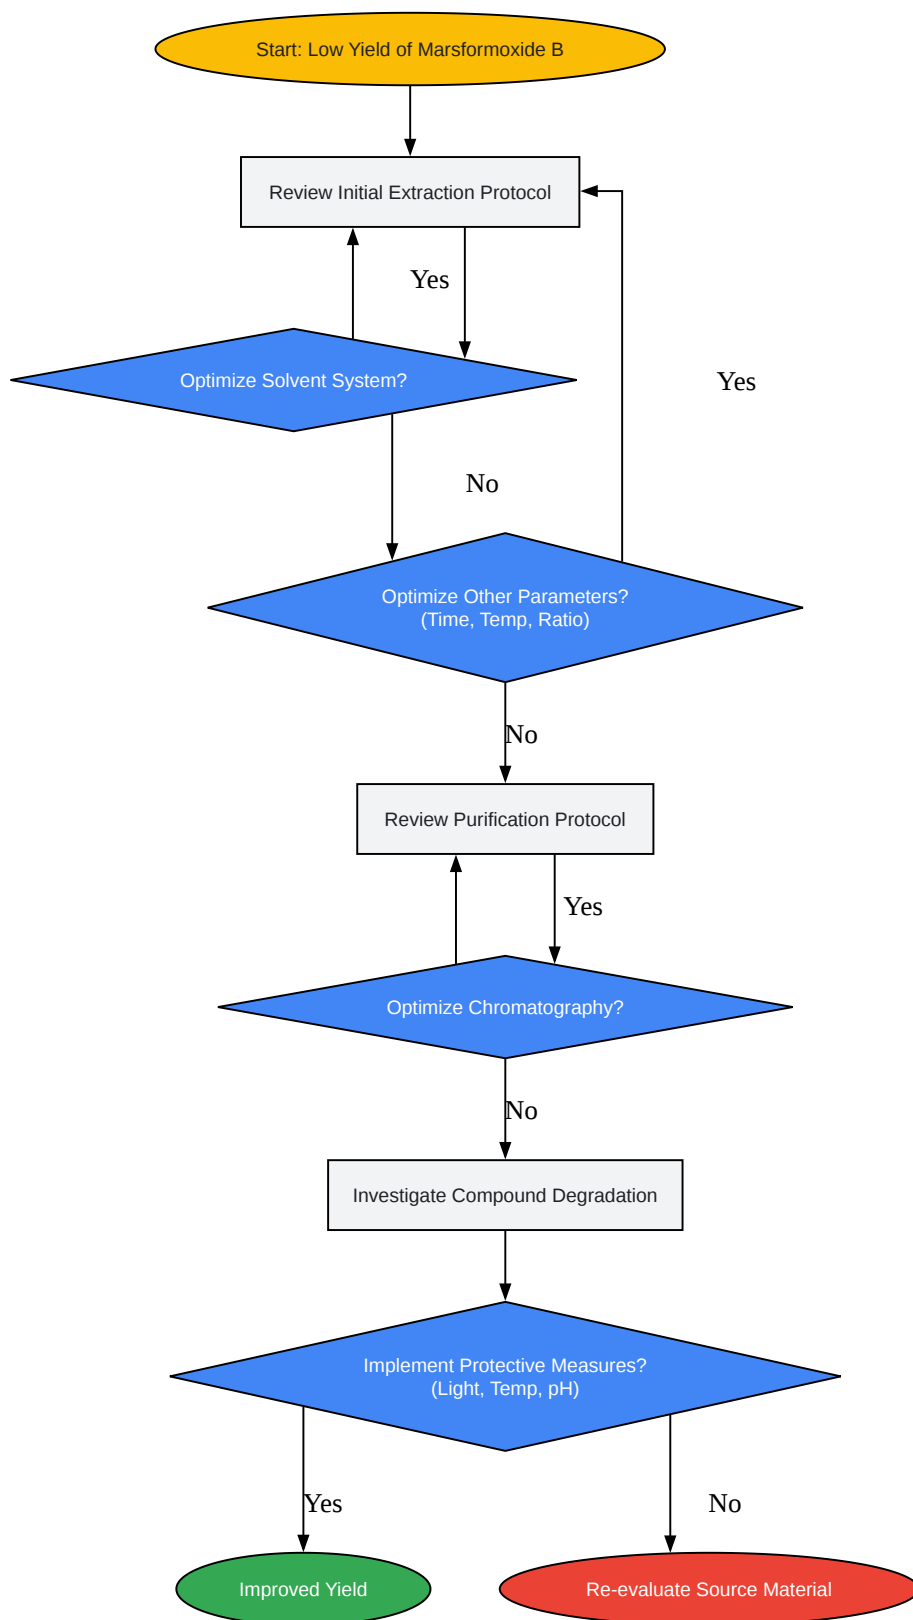 Start: Low Yield of Marsformoxide B
Review Initial Extraction Protocol
Yes
Optimize Solvent System?
Yes
No
Optimize Other Parameters?
(Time, Temp, Ratio)
No
Review Purification Protocol
Yes
Optimize Chromatography?
No
Investigate Compound Degradation
Implement Protective Measures?
(Light, Temp, pH)
Yes
No
Improved Yield
Re-evaluate Source Material